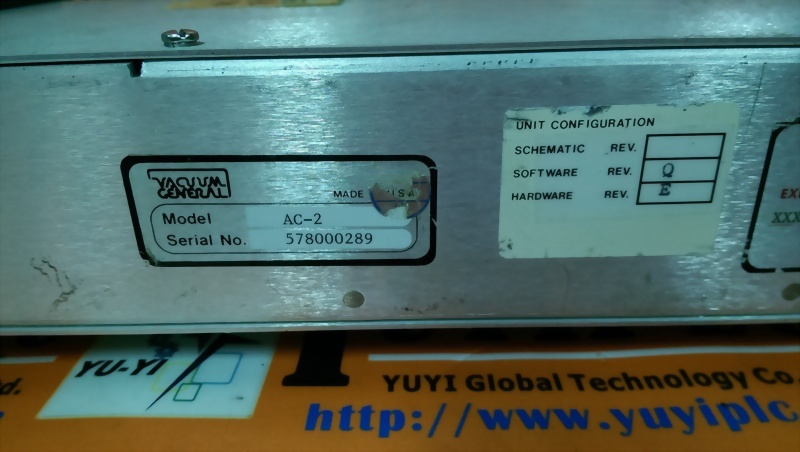 VACUUM
GENERAL
MADE U.S.A.
Model AC-2
Serial No. 578000289
UNIT CONFIGURATION
SCHEMATIC REV.
SOFTWARE REV. Q
HARDWARE REV. E
YU-YI
YUYI Global Technology Co.
http://www.yuyiplc.